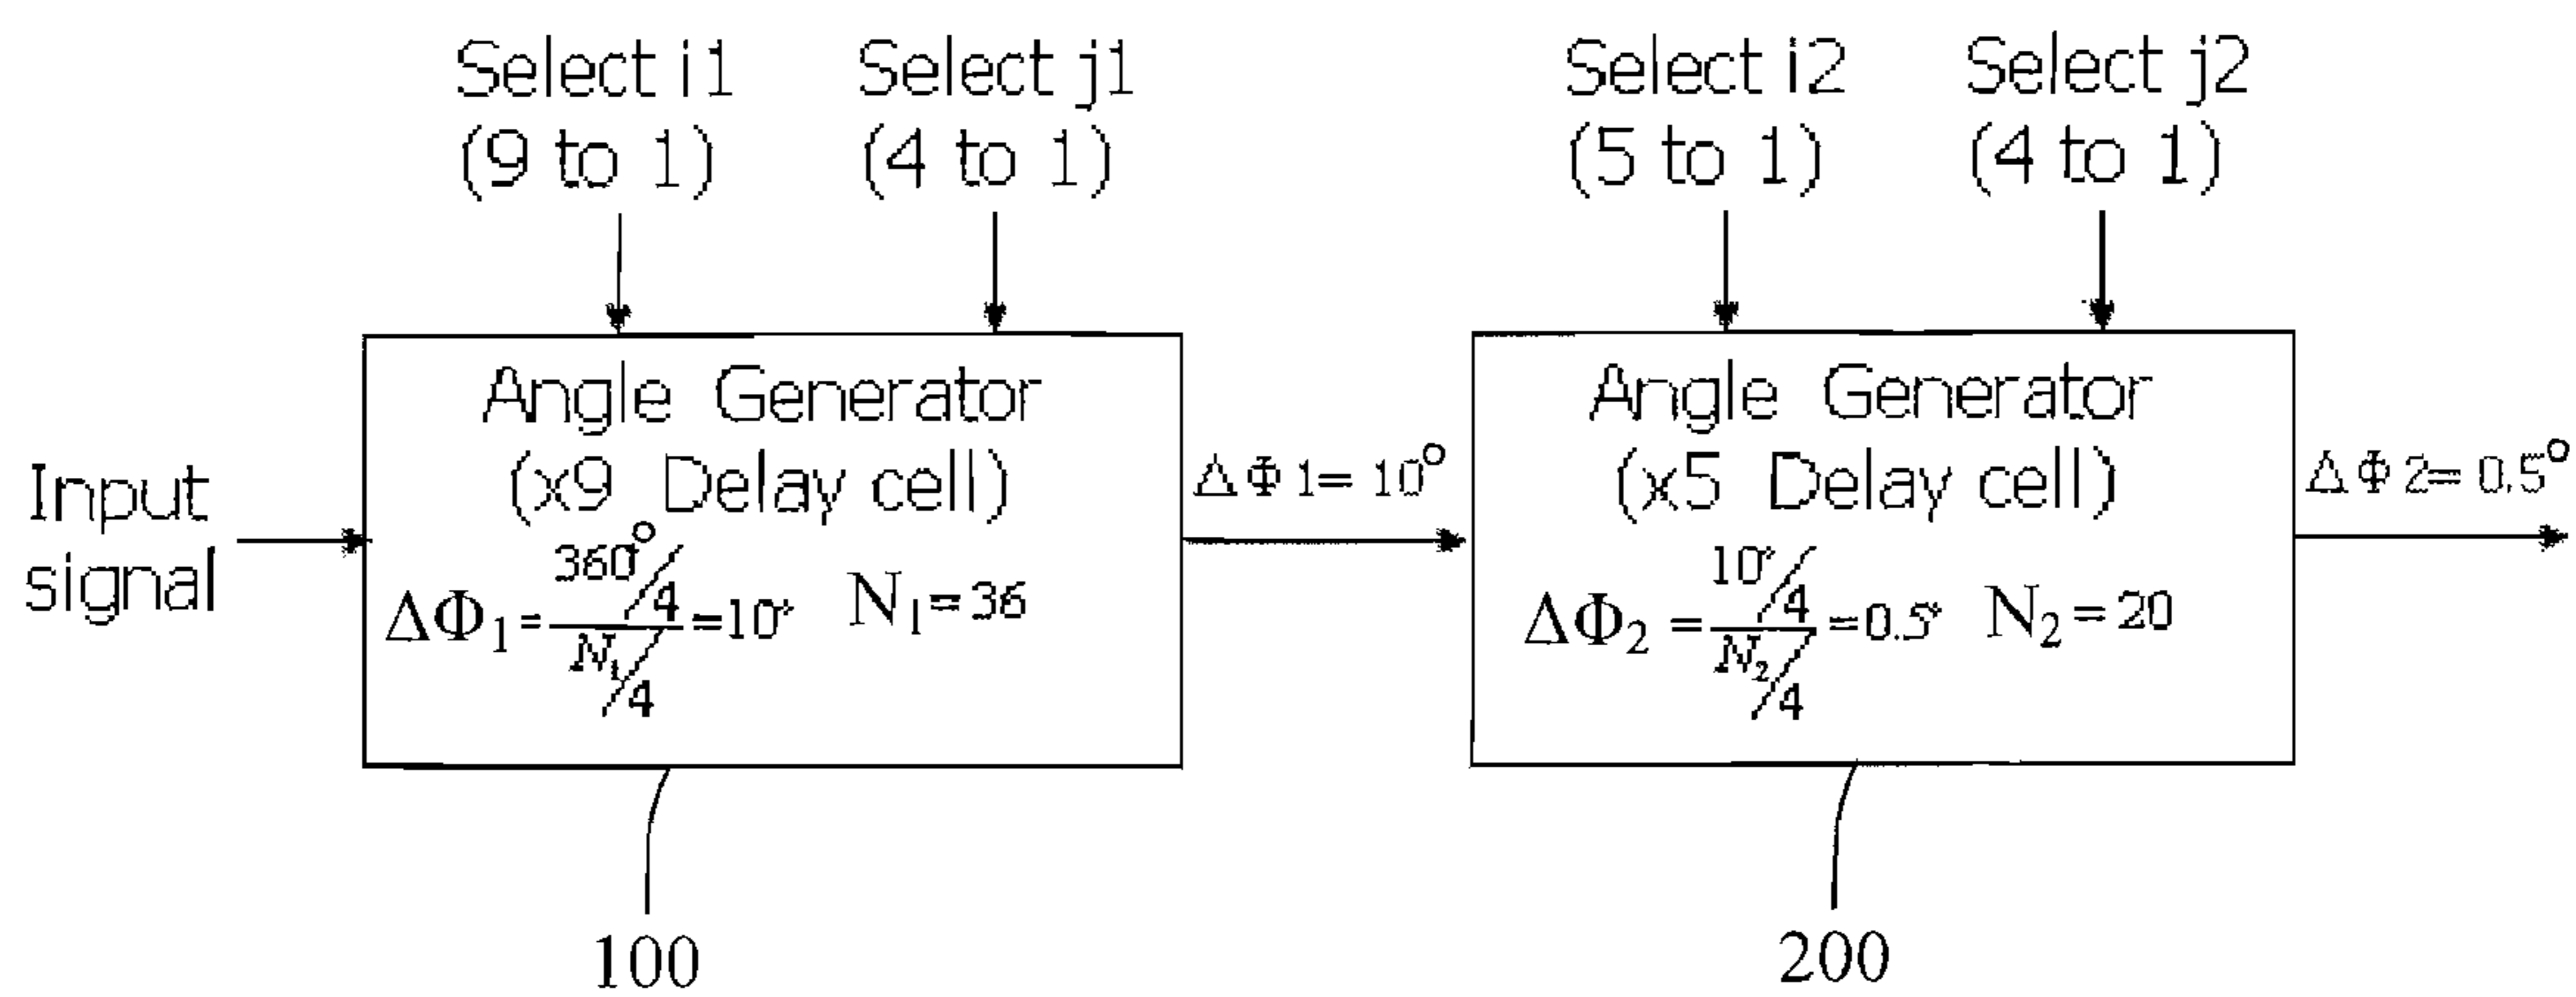 Select i1
(9 to 1)
Select j1
(4 to 1)
Select i2
(5 to 1)
Select j2
(4 to 1)
Input
signal
Angle Generator
(x9 Delay cell)
ΔΦ₁ = (360°/4)/(N₁/4) = 10° N₁ = 36
100
ΔΦ1= 10°
Angle Generator
(x5 Delay cell)
ΔΦ₂ = (10°/4)/(N₂/4) = 0.5° N₂ = 20
200
ΔΦ2= 0.5°